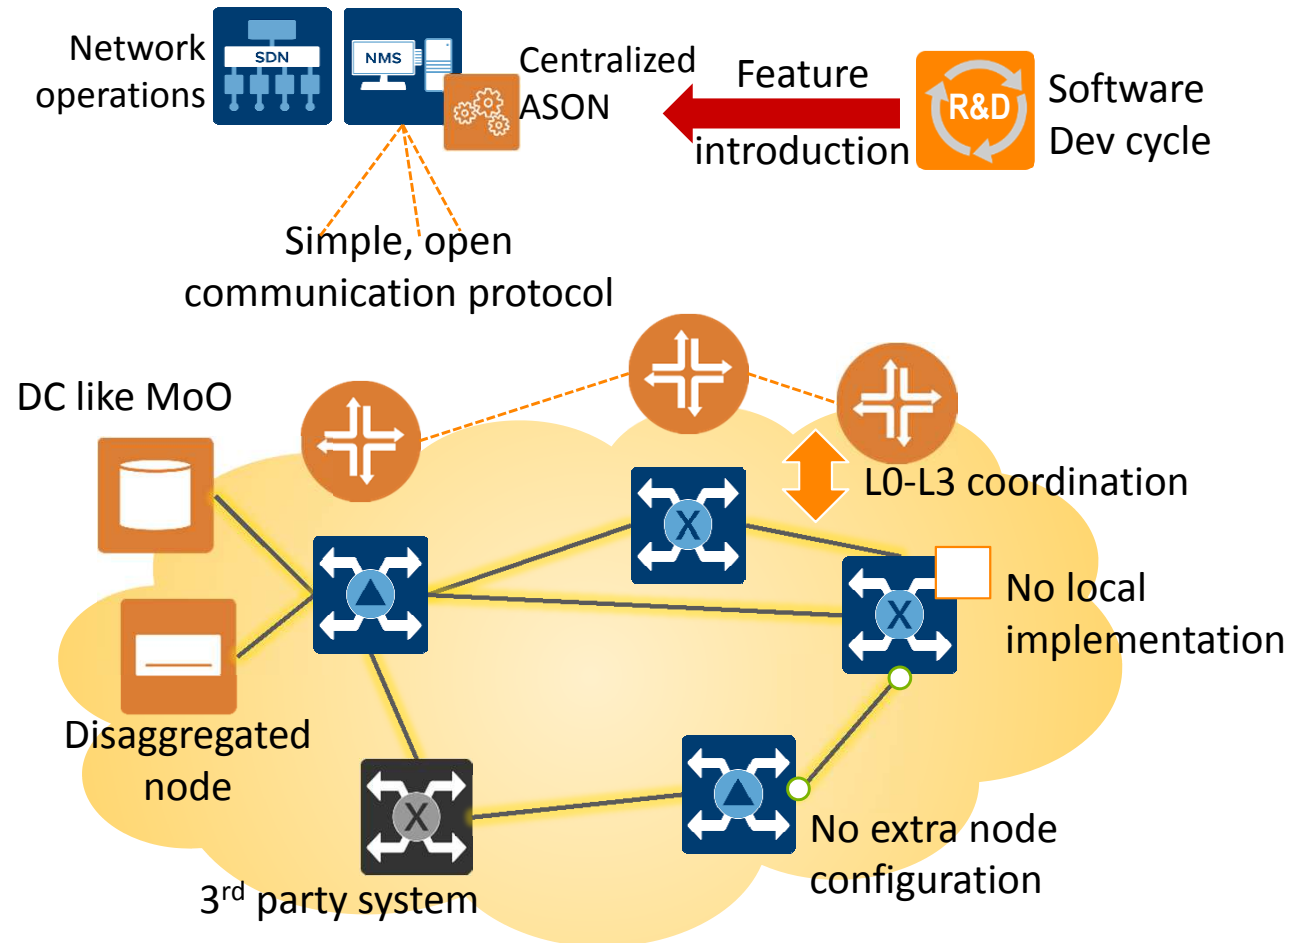 Network
operations
SDN
NMS
Centralized
ASON
Feature
introduction
R&D
Software
Dev cycle
Simple, open
communication protocol
DC like MoO
L0-L3 coordination
X
X
No local
implementation
Disaggregated
node
X
No extra node
configuration
3rd party system